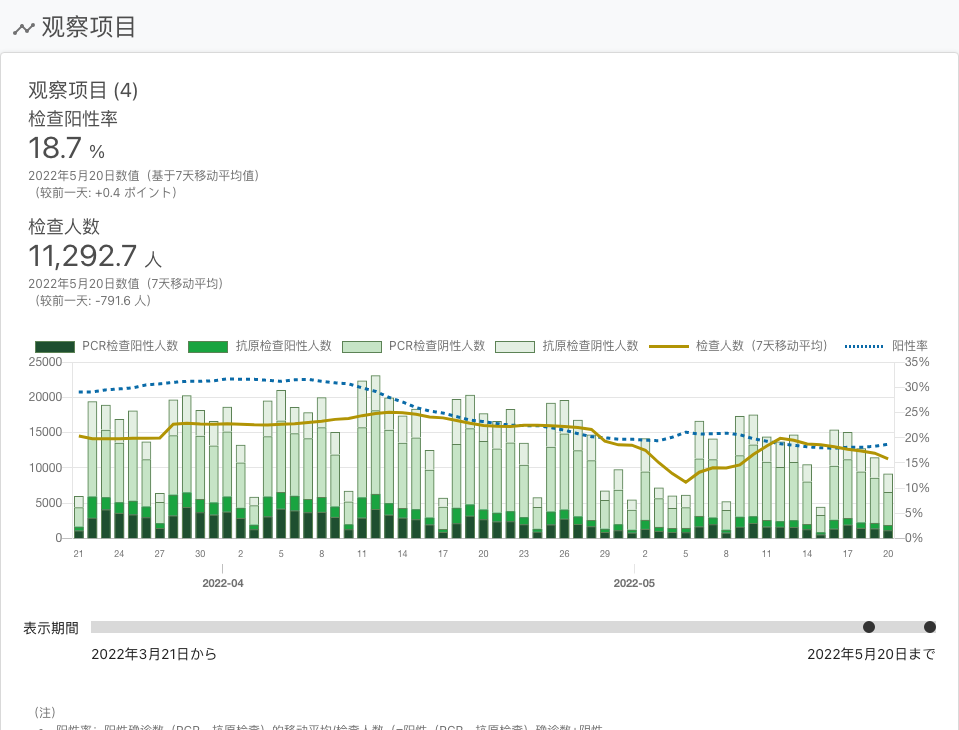 观察项目
观察项目 (4)
检查阳性率
18.7 %
2022年5月20日数值（基于7天移动平均值）
（较前一天: +0.4 ポイント）
检查人数
11,292.7 人
2022年5月20日数值（7天移动平均）
（较前一天: -791.6 人）
PCR检查阳性人数 抗原检查阳性人数 PCR检查阴性人数 抗原检查阴性人数 检查人数（7天移动平均） 阳性率
25000 35%
20000 30%
15000 25%
10000 20%
5000 15%
0 10%
5%
0%
21 24 27 30 2 5 8 11 14 17 20 23 26 29 2 5 8 11 14 17 20
2022-04 2022-05
表示期間
2022年3月21日から 2022年5月20日まで
（注）